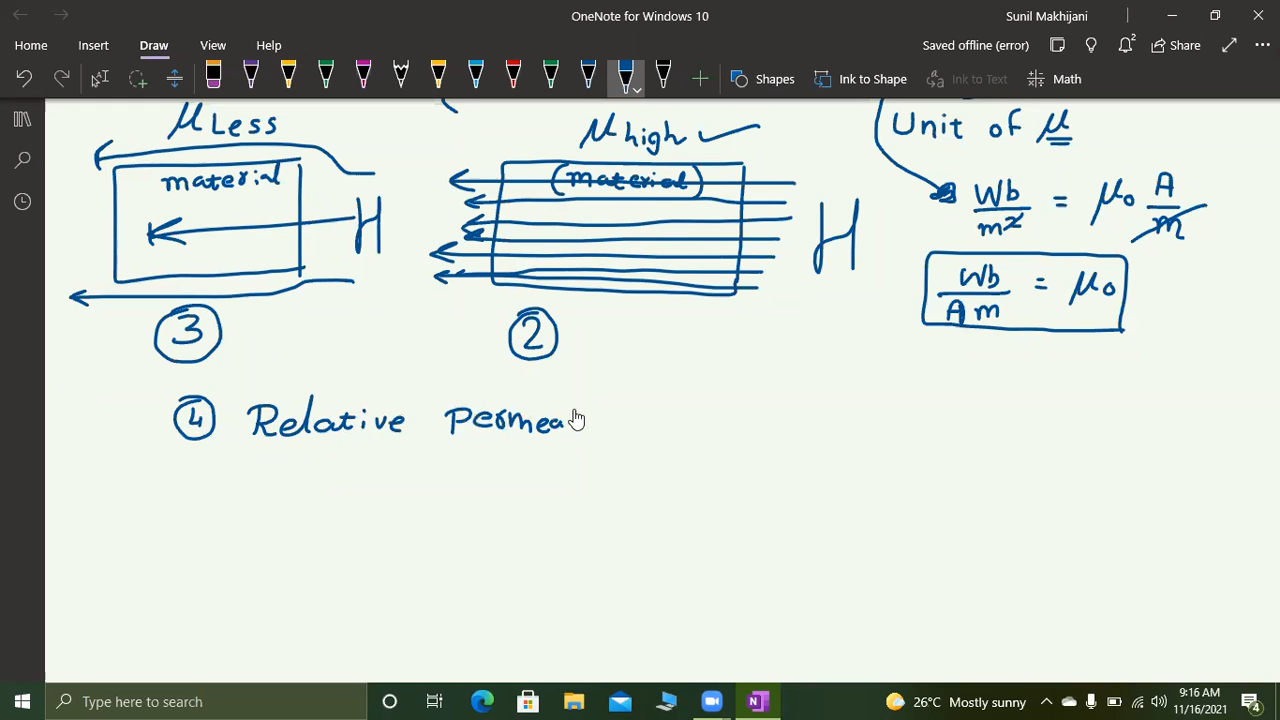 OneNote for Windows 10
Sunil Makhijani
Home Insert Draw View Help
Saved offline (error)
Share
Shapes
Ink to Shape
Ink to Text
Math
μ Less
material
H
3
μ high
(material)
H
2
Unit of μ
Wb/m² = μ₀ A/m
Wb/A m = μ₀
4 Relative Permea
Type here to search
26°C Mostly sunny
9:16 AM
11/16/2021
4